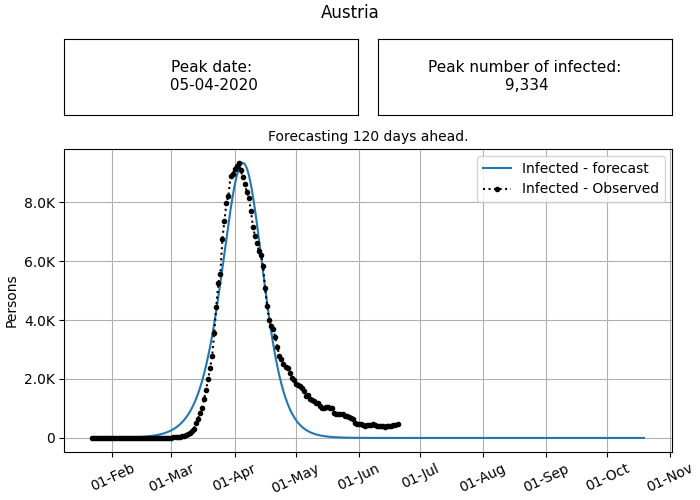 Austria
Peak date:
05-04-2020
Peak number of infected:
9,334
Forecasting 120 days ahead.
Infected - forecast
Infected - Observed
8.0K
6.0K
4.0K
2.0K
0
Persons
01-Feb
01-Mar
01-Apr
01-May
01-Jun
01-Jul
01-Aug
01-Sep
01-Oct
01-Nov